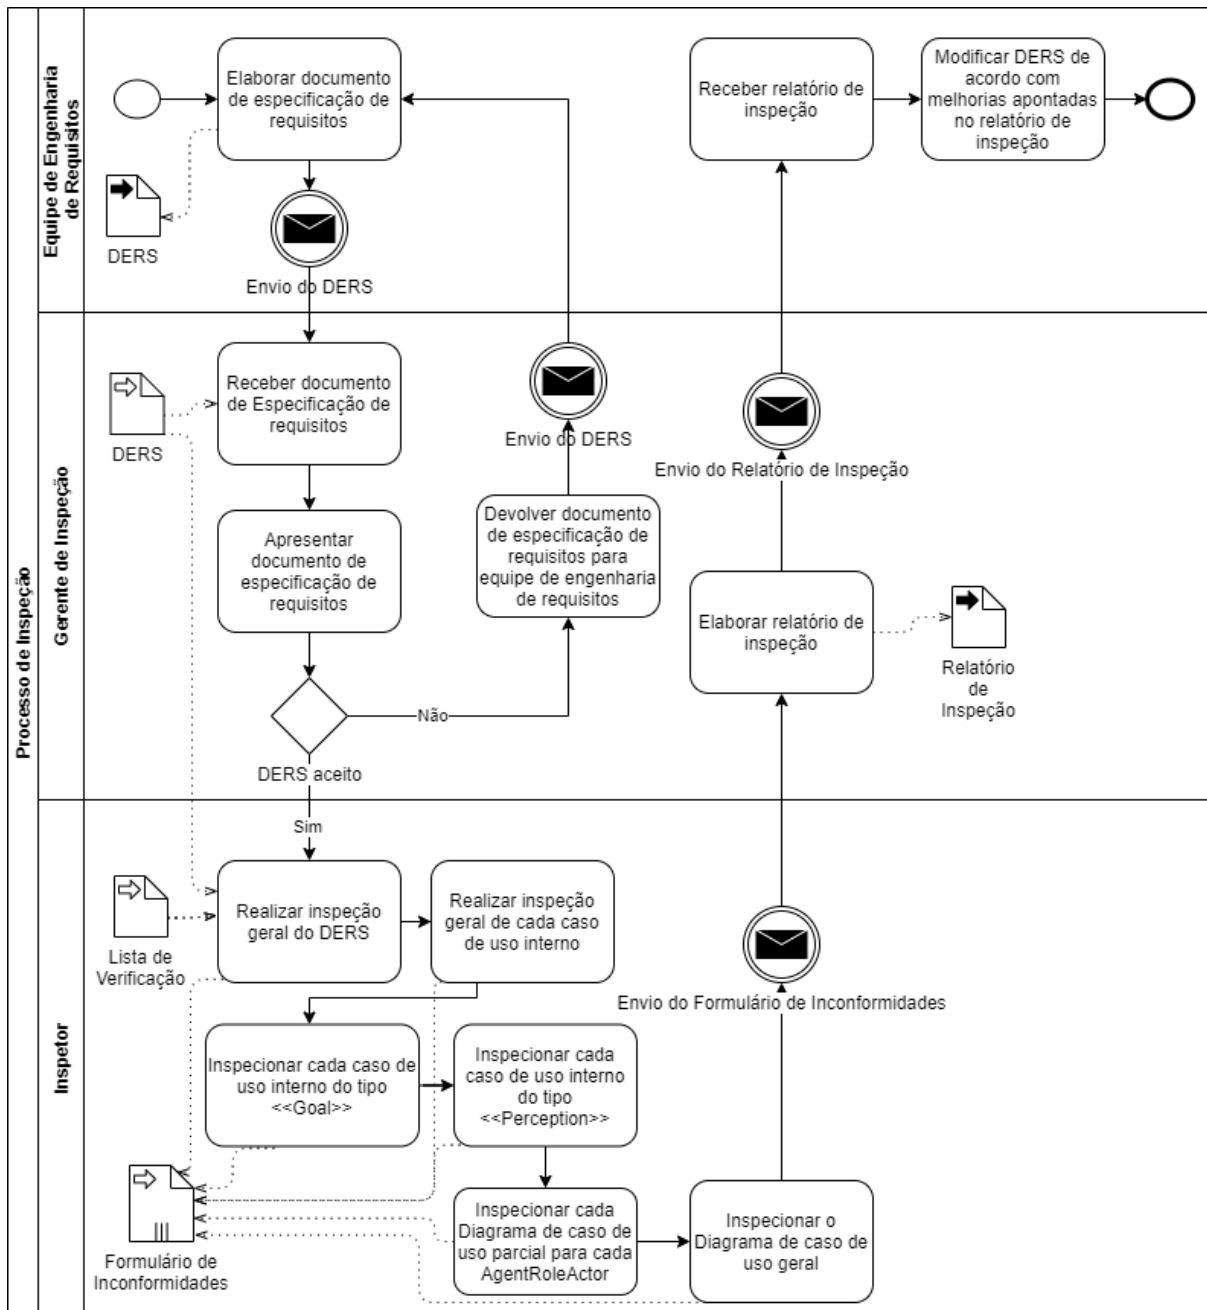 Processo de Inspeção
Equipe de Engenharia
de Requisitos
Elaborar documento
de especificação de
requisitos
DERS
Envio do DERS
Receber relatório de
inspeção
Modificar DERS de
acordo com
melhorias apontadas
no relatório de
inspeção
Gerente de Inspeção
Receber documento
de Especificação de
requisitos
DERS
Apresentar
documento de
especificação de
requisitos
DERS aceito
Não
Devolver documento
de especificação de
requisitos para
equipe de engenharia
de requisitos
Envio do DERS
Envio do Relatório de Inspeção
Elaborar relatório de
inspeção
Relatório
de
Inspeção
Inspetor
Sim
Lista de
Verificação
Realizar inspeção
geral do DERS
Realizar inspeção
geral de cada caso
de uso interno
Inspecionar cada caso de
uso interno do tipo
<<Goal>>
Inspecionar cada
caso de uso interno
do tipo
<<Perception>>
Inspecionar cada
Diagrama de caso de
uso parcial para cada
AgentRoleActor
Inspecionar o
Diagrama de caso de
uso geral
Envio do Formulário de Inconformidades
Formulário de
Inconformidades